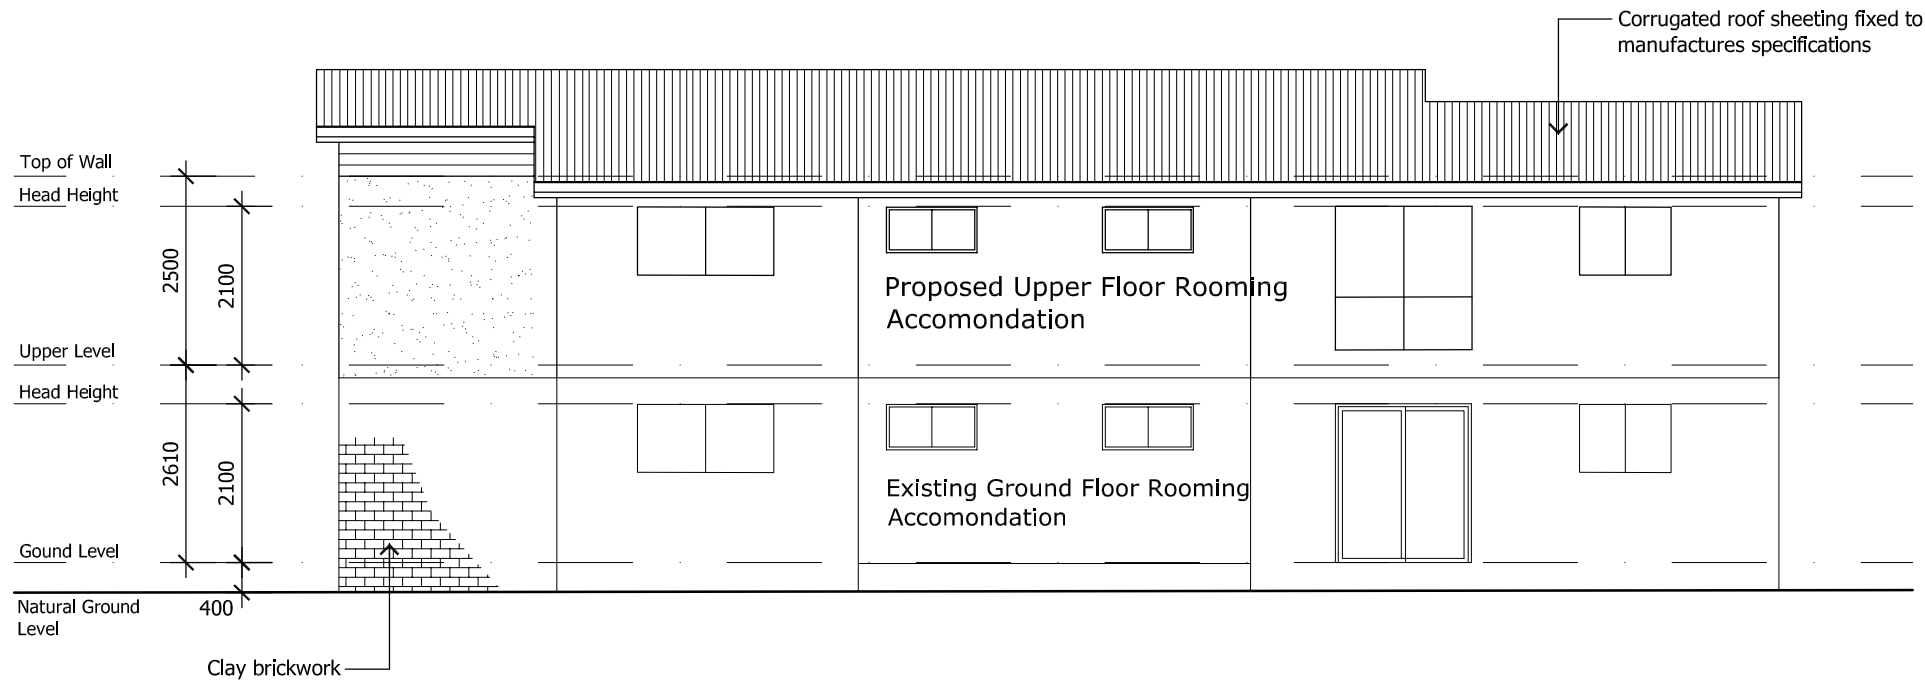 Corrugated roof sheeting fixed to
manufactures specifications
Top of Wall
Head Height
2500
2100
Proposed Upper Floor Rooming
Accomondation
Upper Level
Head Height
2610
2100
Existing Ground Floor Rooming
Accomondation
Gound Level
Natural Ground
Level
400
Clay brickwork